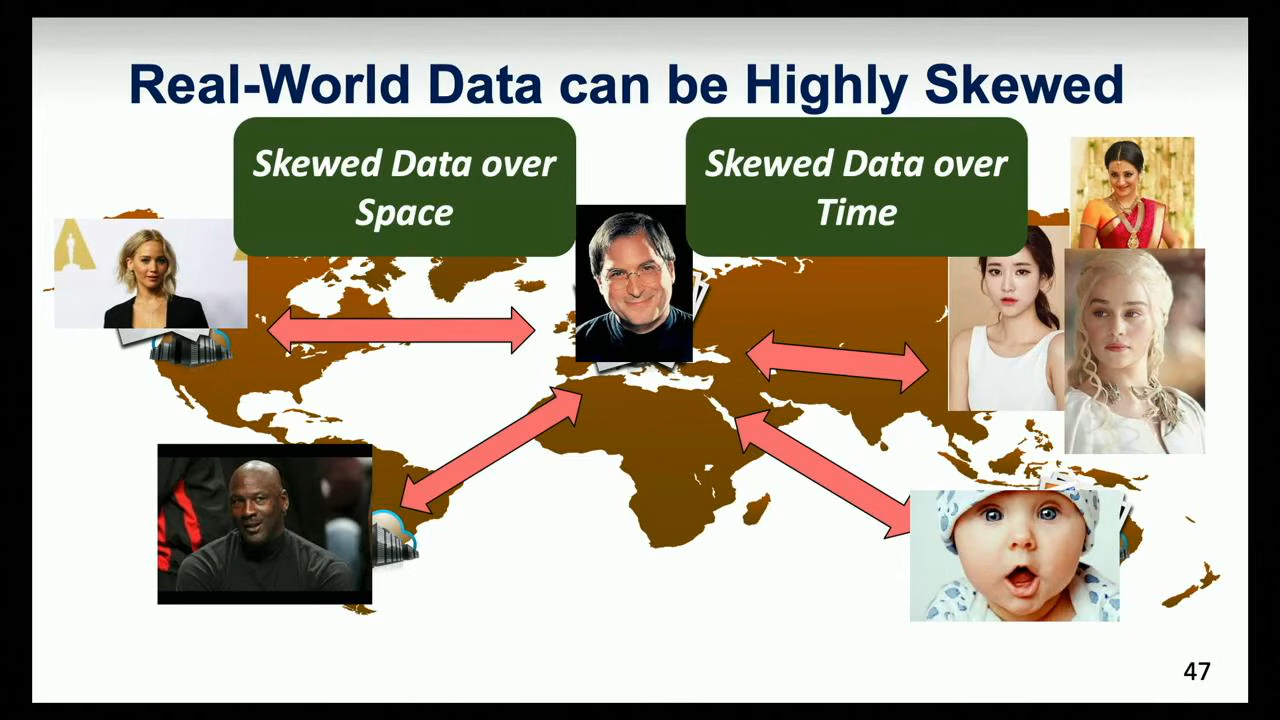 Real-World Data can be Highly Skewed
Skewed Data over
Space
Skewed Data over
Time
47